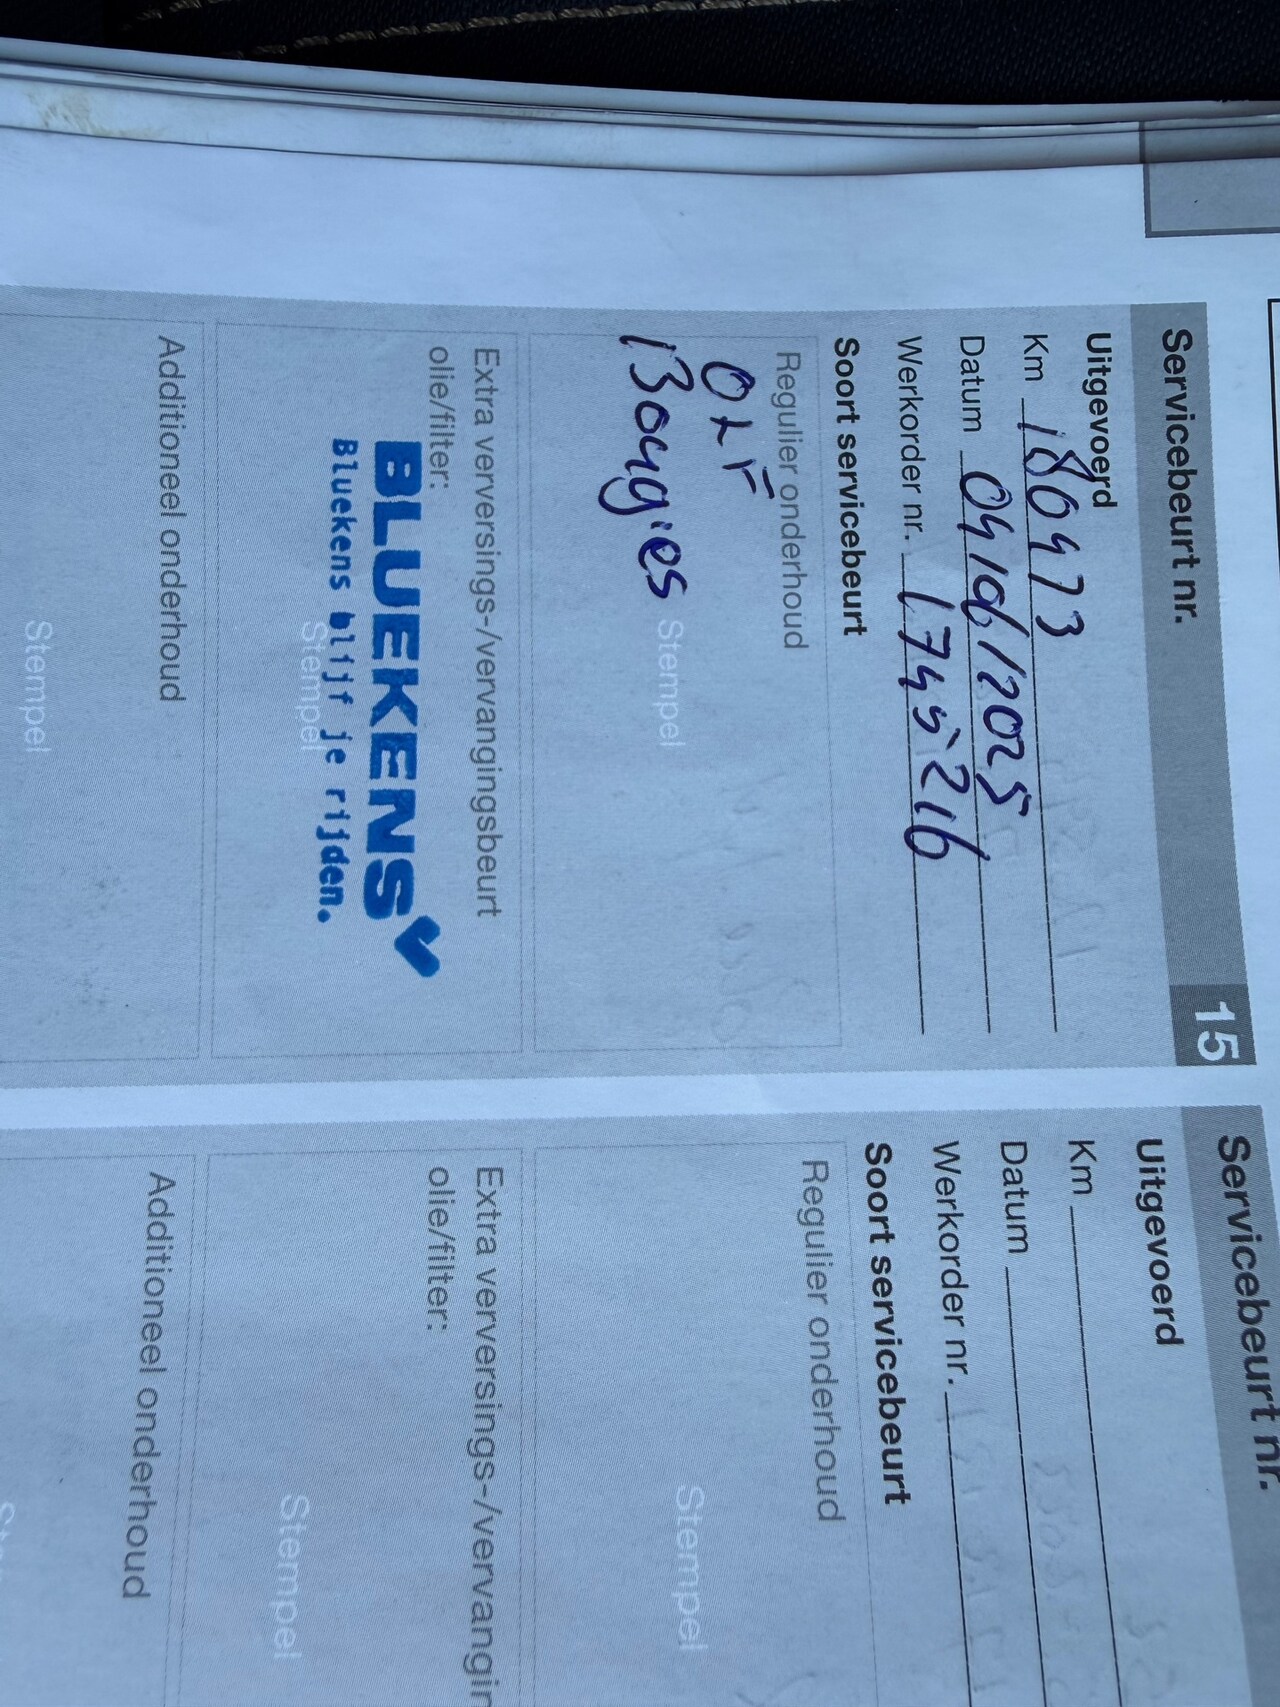 Servicebeurt nr. 15
Uitgevoerd
Km 180473
Datum 04/06/2025
Werkorder nr. 1745216
Soort servicebeurt
Regulier onderhoud
O+F
Bougies
Stempel
Extra verversings-/vervangingsbeurt
olie/filter:
BLUEKENS
Bluekens blijf je rijden.
Stempel
Additioneel onderhoud
Stempel
Servicebeurt nr.
Uitgevoerd
Km
Datum
Werkorder nr.
Soort servicebeurt
Regulier onderhoud
Stempel
Extra verversings-/vervangin
olie/filter:
Stempel
Additioneel onderhoud